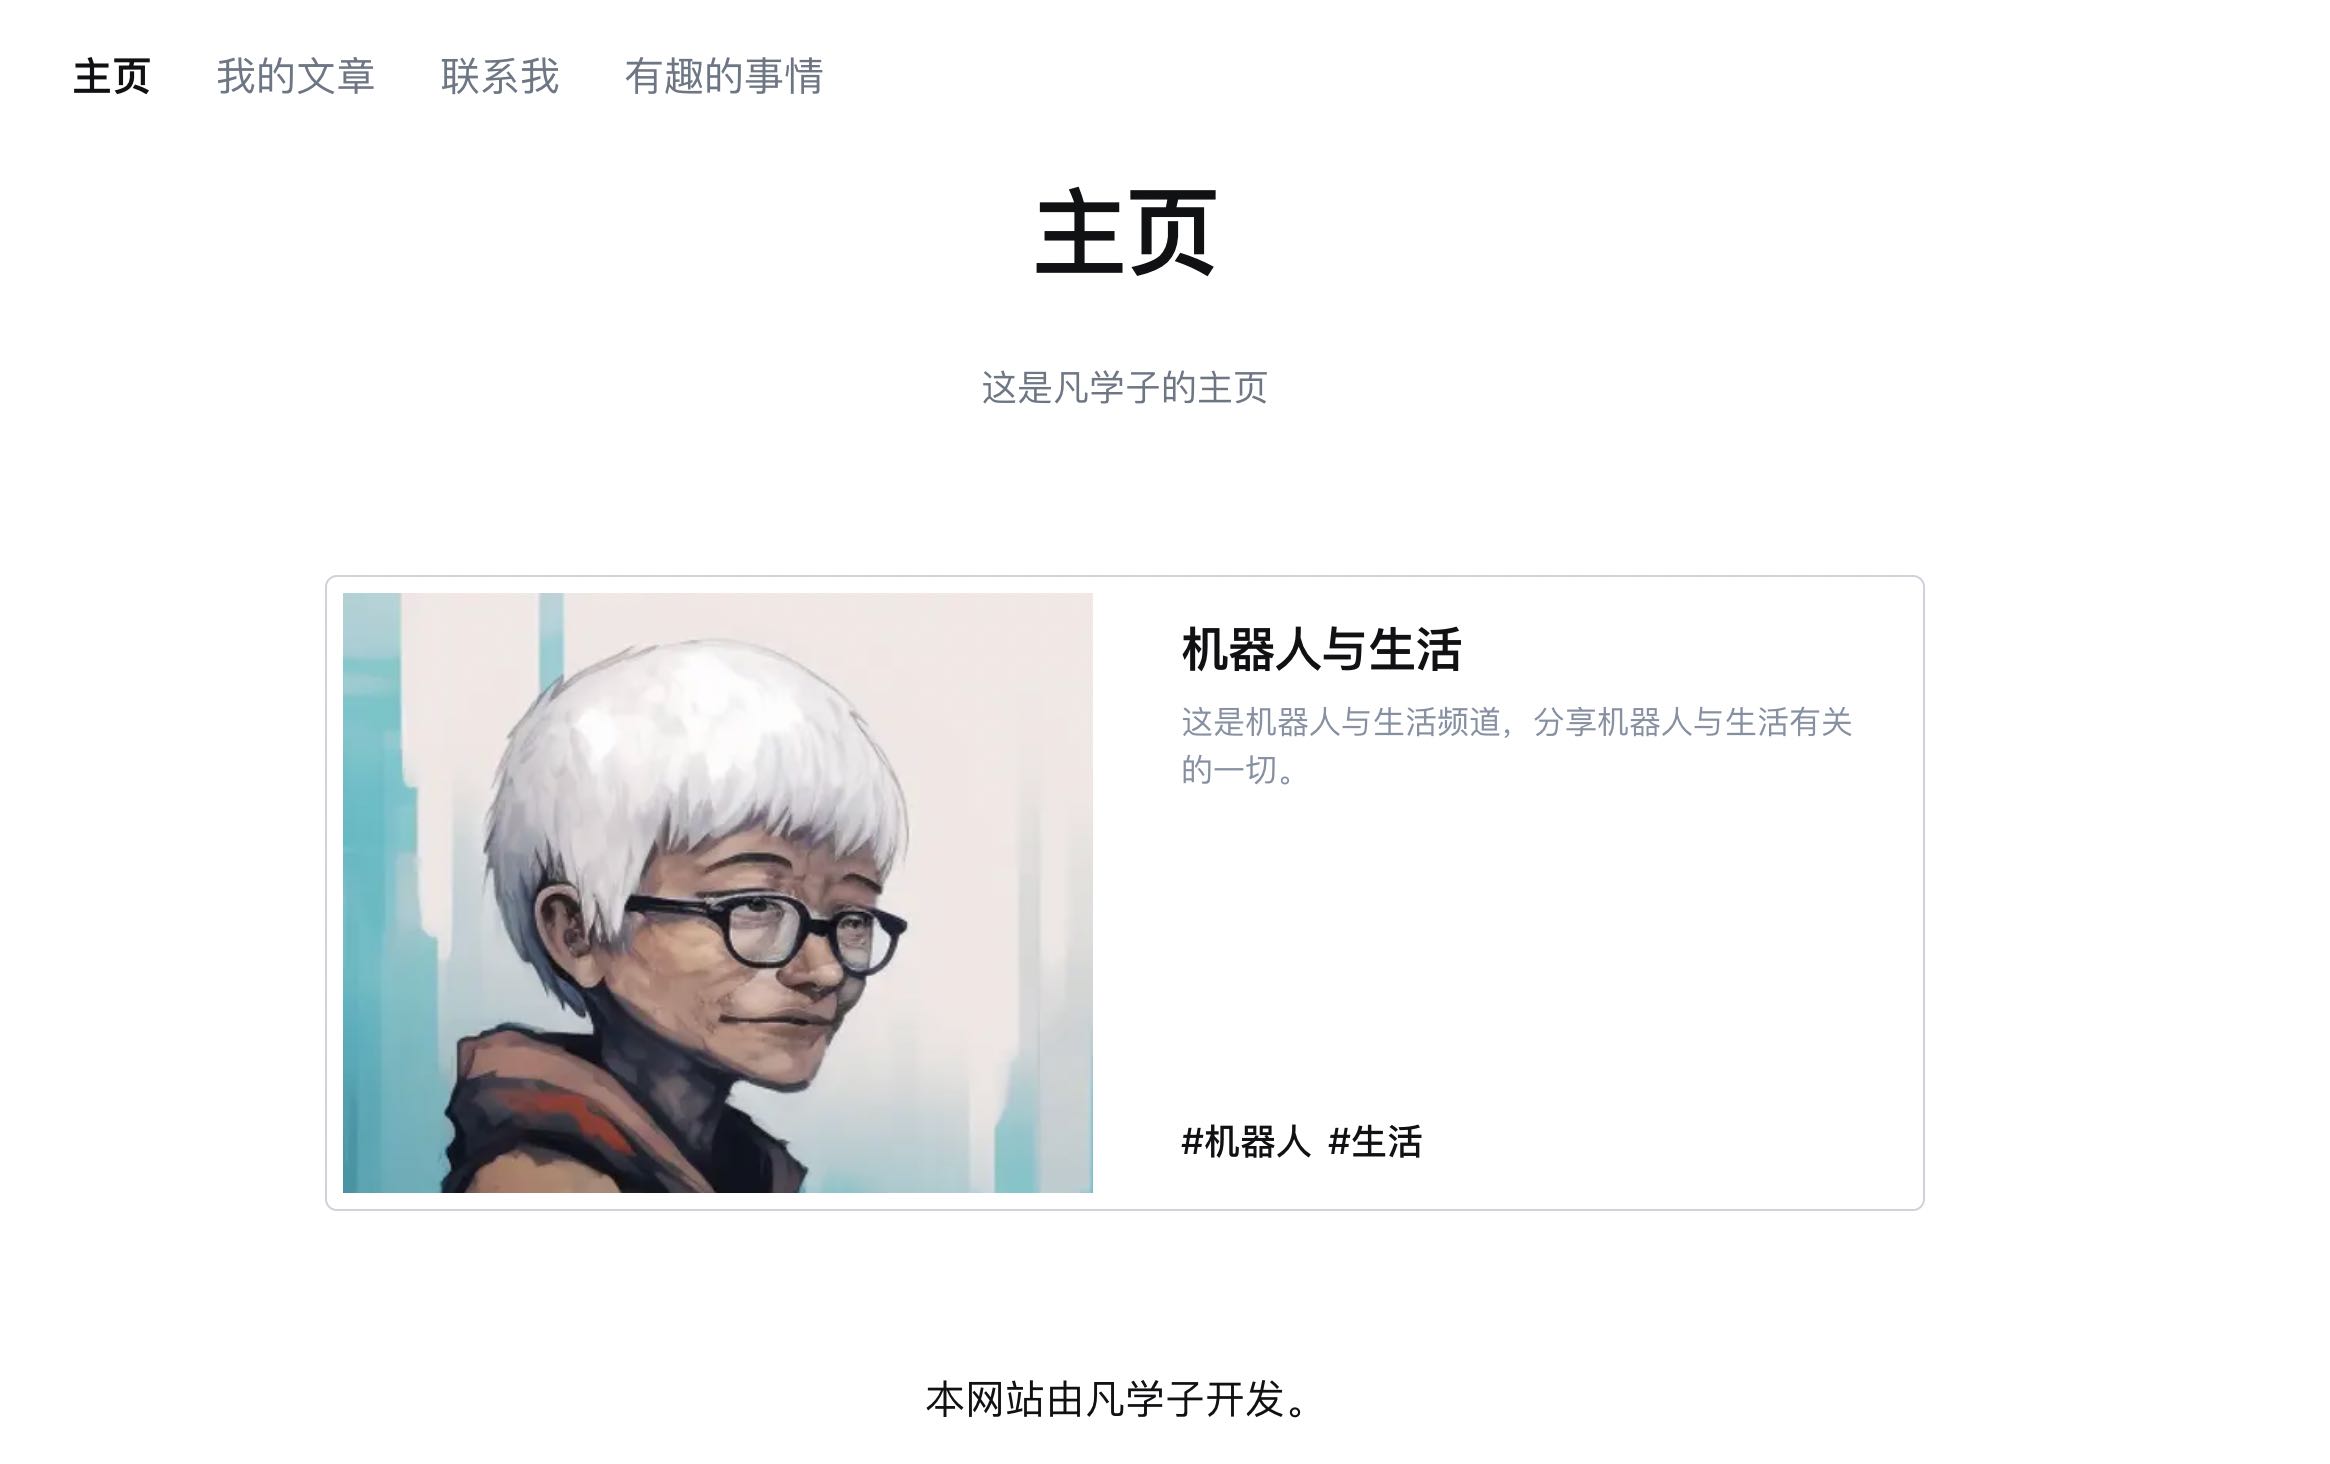 主页 我的文章 联系我 有趣的事情
主页
这是凡学子的主页
机器人与生活
这是机器人与生活频道，分享机器人与生活有关
的一切。
#机器人 #生活
本网站由凡学子开发。